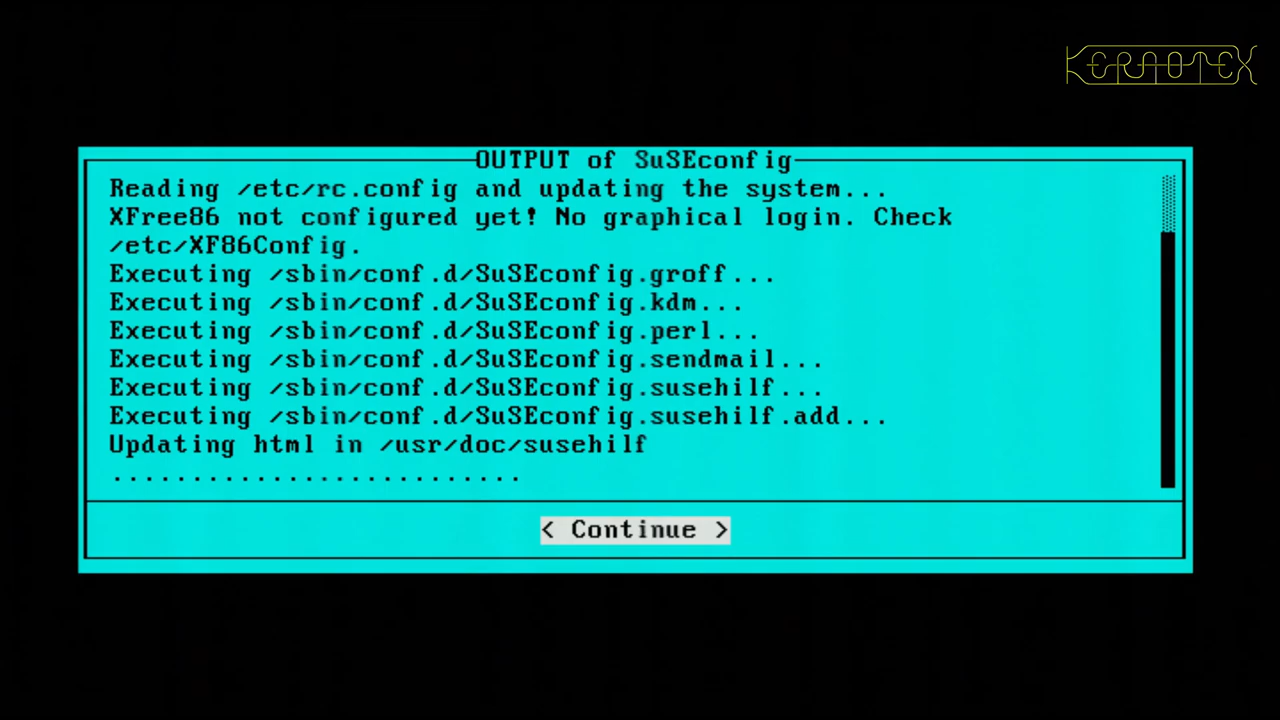 KERNOTEX
OUTPUT of SuSEconfig
Reading /etc/rc.config and updating the system...
XFree86 not configured yet! No graphical login. Check
/etc/XF86Config.
Executing /sbin/conf.d/SuSEconfig.groff...
Executing /sbin/conf.d/SuSEconfig.kdm...
Executing /sbin/conf.d/SuSEconfig.perl...
Executing /sbin/conf.d/SuSEconfig.sendmail...
Executing /sbin/conf.d/SuSEconfig.susehilf...
Executing /sbin/conf.d/SuSEconfig.susehilf.add...
Updating html in /usr/doc/susehilf
..........................
< Continue >